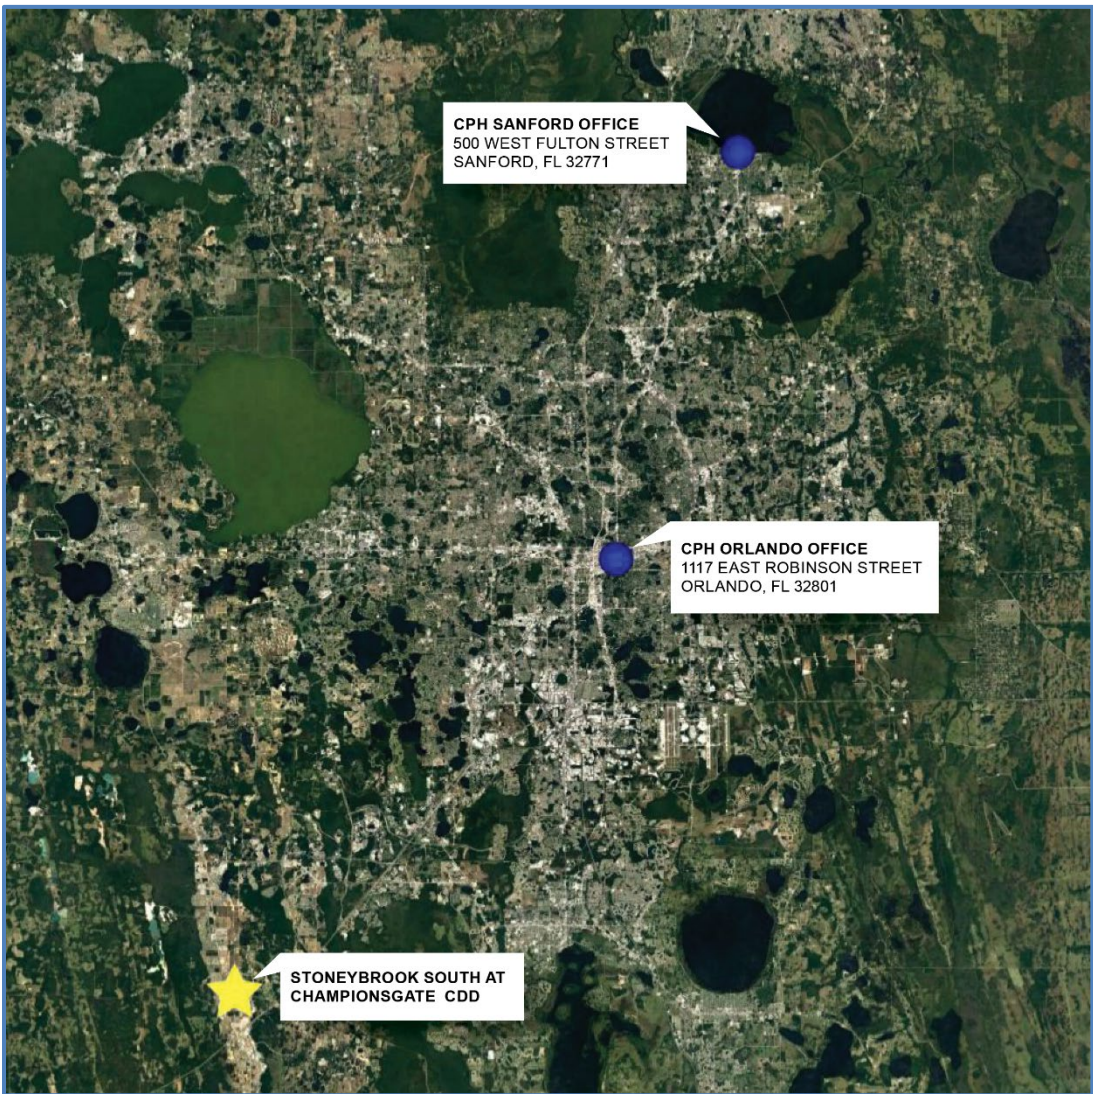 CPH SANFORD OFFICE
500 WEST FULTON STREET
SANFORD, FL 32771
CPH ORLANDO OFFICE
1117 EAST ROBINSON STREET
ORLANDO, FL 32801
STONEYBROOK SOUTH AT
CHAMPIONSGATE CDD